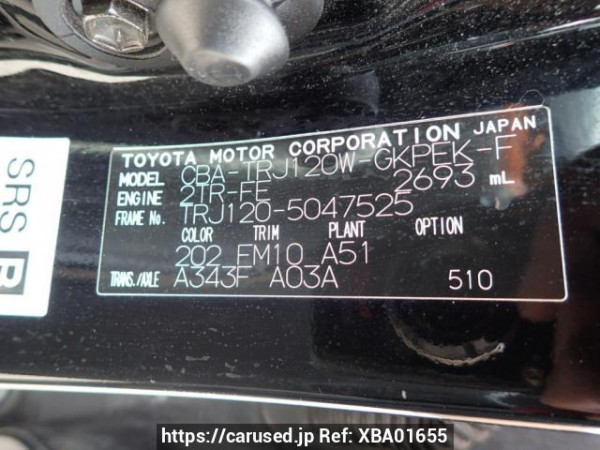 TOYOTA MOTOR CORPORATION JAPAN
MODEL CBA-TRJ120W-GKPEK-F
ENGINE 2TR-FE 2693 mL
FRAME No. TRJ120-5047525
COLOR TRIM PLANT OPTION
202 FM10 A51
TRANS./AXLE A343F A03A 510
SRS
https://carused.jp Ref: XBA01655